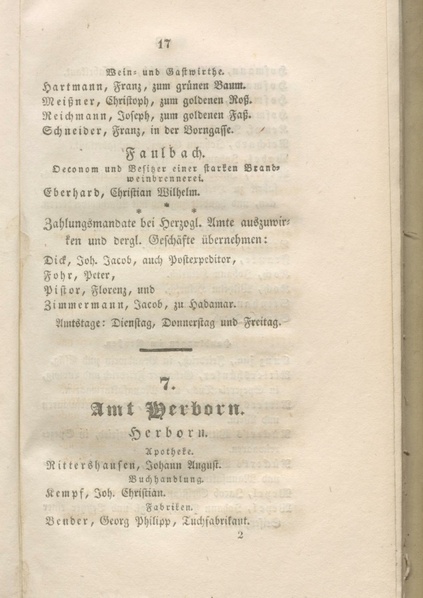 17
Wein- und Gastwirthe.
Hartmann, Franz, zum grünen Baum.
Meißner, Christoph, zum goldenen Roß.
Reichmann, Joseph, zum goldenen Faß.
Schneider, Franz, in der Borngasse.
Faulbach.
Oeconom und Besitzer einer starken Brand-
weinbrennerei.
Eberhard, Christian Wilhelm.
* * *
Zahlungsmandate bei Herzogl. Amte auszuwir-
ken und dergl. Geschäfte übernehmen:
Dick, Joh. Jacob, auch Posterpeditor,
Fohr, Peter,
Pistor, Florenz, und
Zimmermann, Jacob, zu Hadamar.
Amtstage: Dienstag, Donnerstag und Freitag.
7.
Amt Herborn.
Herborn.
Apotheke.
Rittershausen, Johann August.
Buchhandlung.
Kempf, Joh. Christian.
Fabriken.
Bender, Georg Philipp, Tuchfabrikant.
2